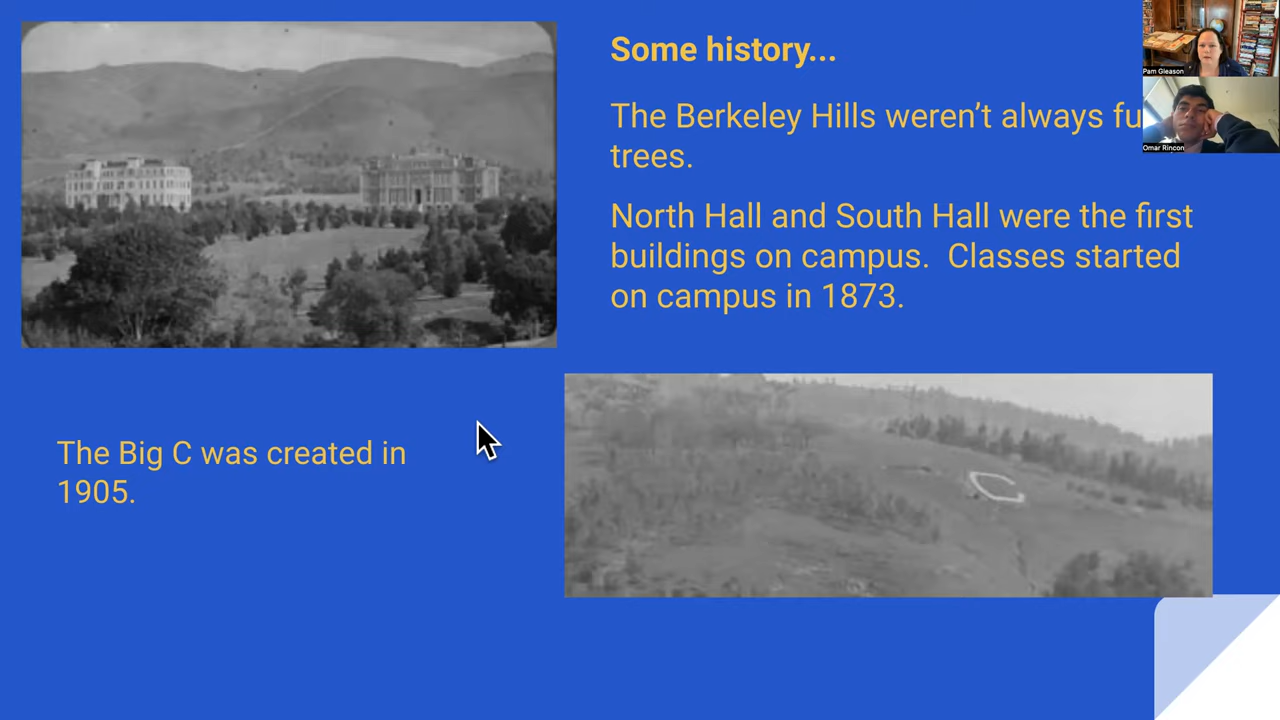 Some history...
The Berkeley Hills weren’t always fu
trees.
North Hall and South Hall were the first
buildings on campus.  Classes started
on campus in 1873.
The Big C was created in
1905.
C
Pam Gleason
Omar Rincon